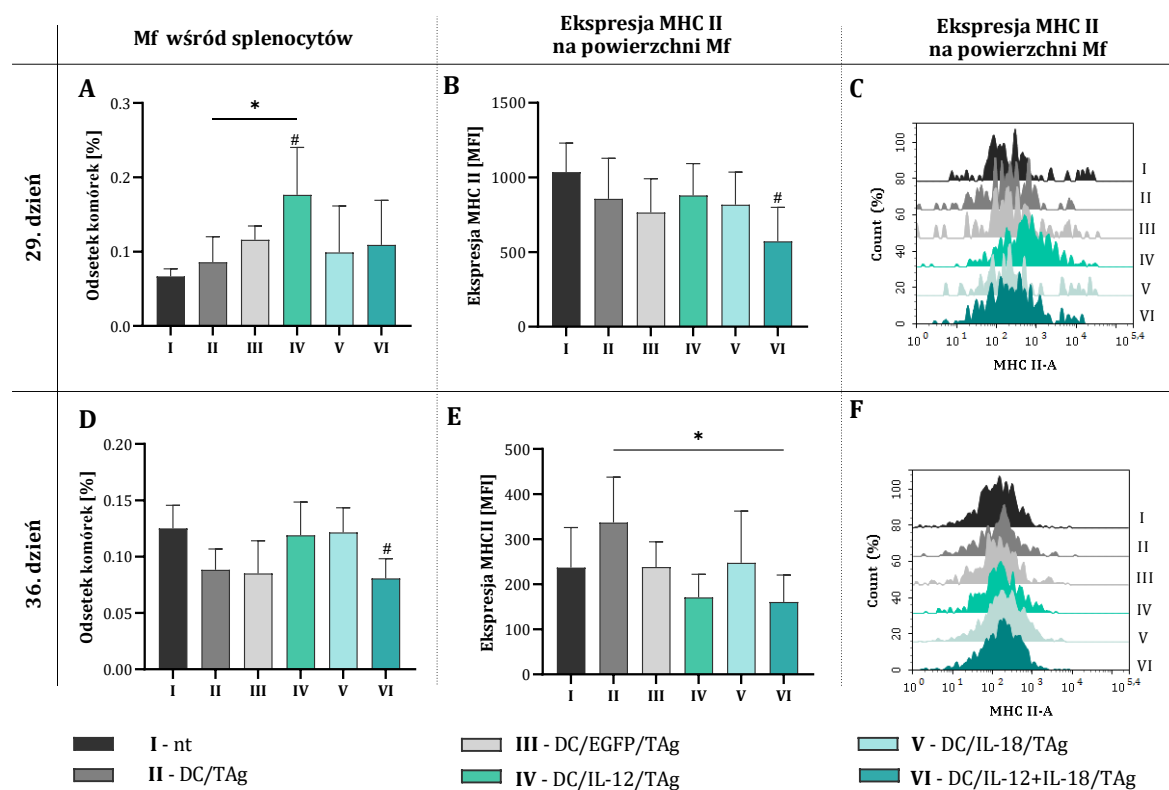 Mf wśród splenocytów
Ekspresja MHC II
na powierzchni Mf
Ekspresja MHC II
na powierzchni Mf
29. dzień
A
Odsetek komórek [%]
0.3
0.2
0.1
0.0
*
#
I II III IV V VI
B
Ekspresja MHC II [MFI]
1500
1000
500
0
#
I II III IV V VI
C
Count (%)
100
80
60
40
20
0
I
II
III
IV
V
VI
10^0 10^1 10^2 10^3 10^4 10^5,4
MHC II-A
36. dzień
D
Odsetek komórek [%]
0.20
0.15
0.10
0.05
0.00
#
I II III IV V VI
E
Ekspresja MHCII [MFI]
500
400
300
200
100
0
*
I II III IV V VI
F
Count (%)
100
80
60
40
20
0
I
II
III
IV
V
VI
10^0 10^1 10^2 10^3 10^4 10^5,4
MHC II-A
I - nt
II - DC/TAg
III - DC/EGFP/TAg
IV - DC/IL-12/TAg
V - DC/IL-18/TAg
VI - DC/IL-12+IL-18/TAg